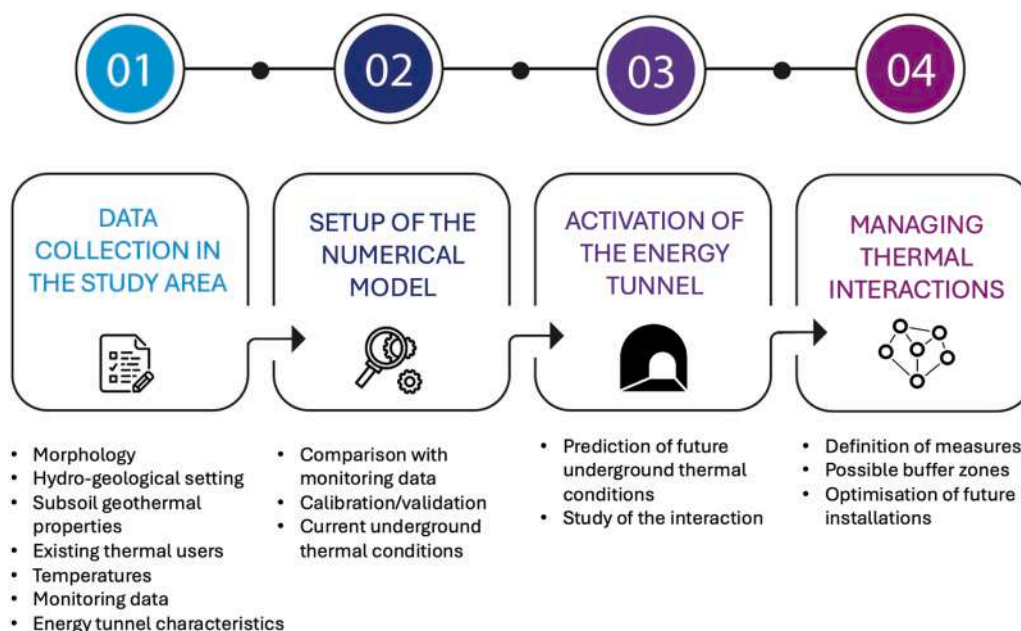 01
02
03
04
DATA
COLLECTION IN
THE STUDY AREA
SETUP OF THE
NUMERICAL
MODEL
ACTIVATION OF
THE ENERGY
TUNNEL
MANAGING
THERMAL
INTERACTIONS
• Morphology
• Hydro-geological setting
• Subsoil geothermal
properties
• Existing thermal users
• Temperatures
• Monitoring data
• Energy tunnel characteristics
• Comparison with
monitoring data
• Calibration/validation
• Current underground
thermal conditions
• Prediction of future
underground thermal
conditions
• Study of the interaction
• Definition of measures
• Possible buffer zones
• Optimisation of future
installations